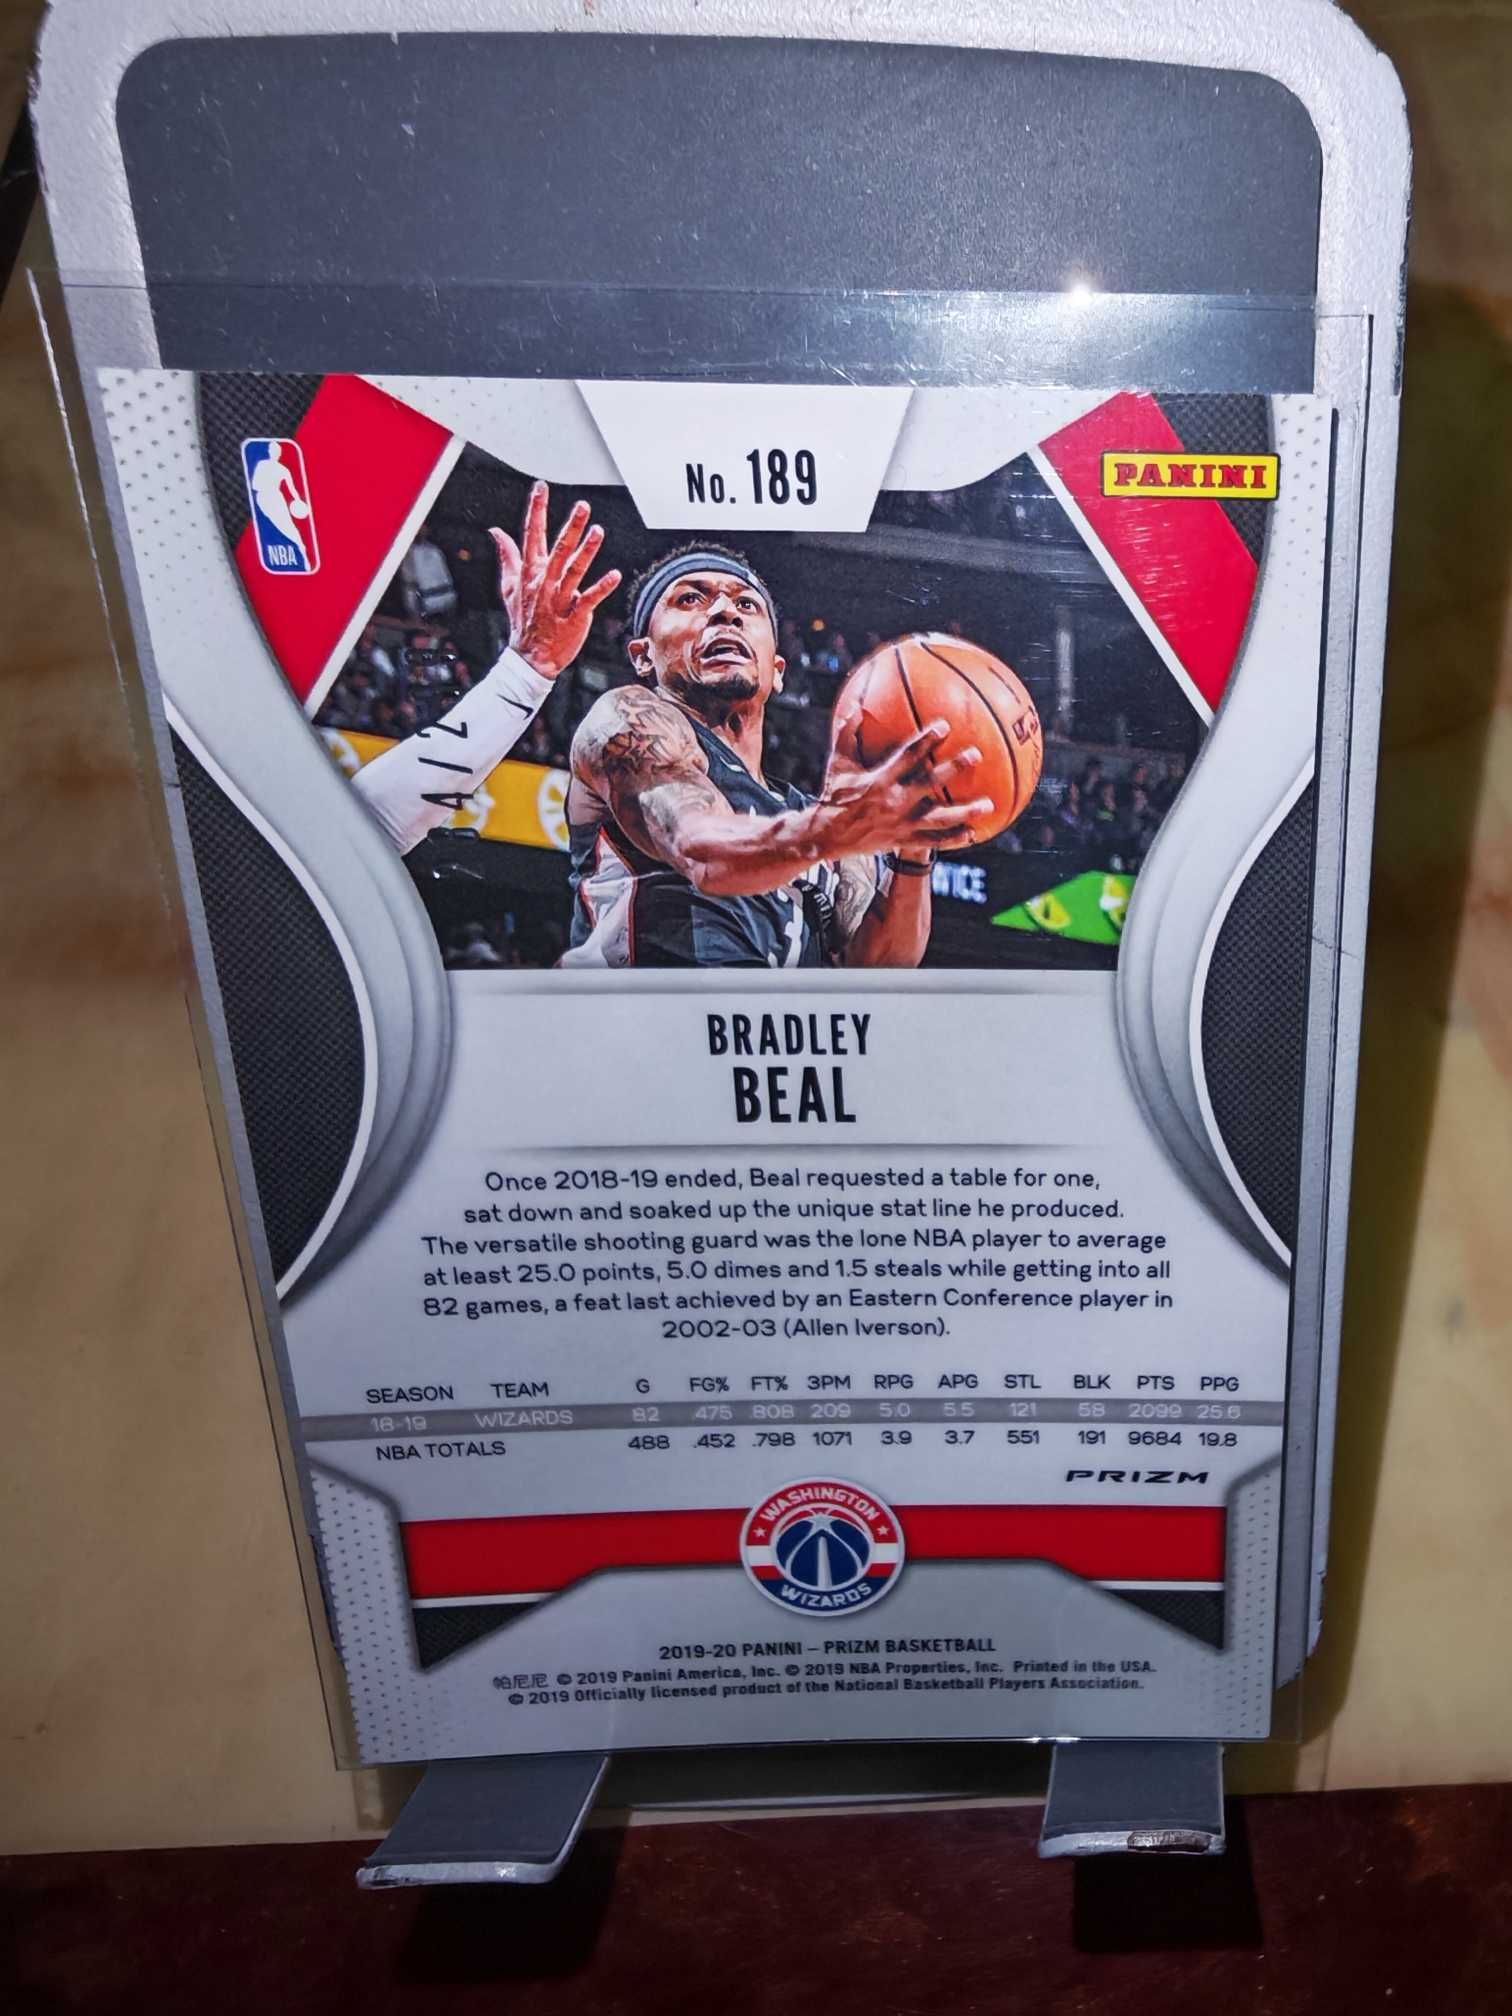 No. 189
PANINI
NBA
BRADLEY
BEAL
Once 2018-19 ended, Beal requested a table for one,
sat down and soaked up the unique stat line he produced.
The versatile shooting guard was the lone NBA player to average
at least 25.0 points, 5.0 dimes and 1.5 steals while getting into all
82 games, a feat last achieved by an Eastern Conference player in
2002-03 (Allen Iverson).
SEASON TEAM G FG% FT% 3PM RPG APG STL BLK PTS PPG
18-19 WIZARDS 82 .475 .808 209 5.0 5.5 121 58 2099 25.6
NBA TOTALS 488 .452 .798 1071 3.9 3.7 551 191 9684 19.8
PRIZM
WASHINGTON
WIZARDS
2019-20 PANINI – PRIZM BASKETBALL
帕尼尼 © 2019 Panini America, Inc. © 2019 NBA Properties, Inc. Printed in the USA.
© 2019 Officially licensed product of the National Basketball Players Association.